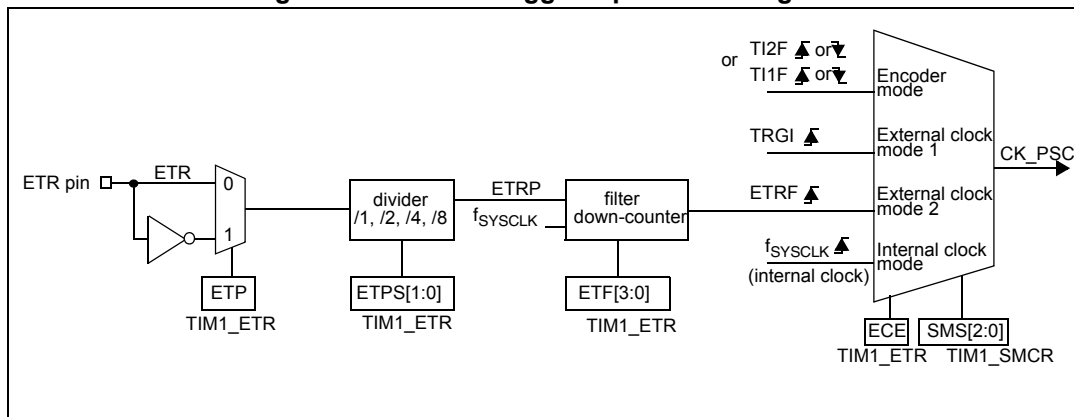 or TI2F or
TI1F or
Encoder
mode
TRGI
External clock
mode 1
CK_PSC
ETR pin
ETR
0
1
divider
/1, /2, /4, /8
ETRP
fSYSCLK
filter
down-counter
ETRF
External clock
mode 2
fSYSCLK
(internal clock)
Internal clock
mode
ETP
TIM1_ETR
ETPS[1:0]
TIM1_ETR
ETF[3:0]
TIM1_ETR
ECE
TIM1_ETR
SMS[2:0]
TIM1_SMCR